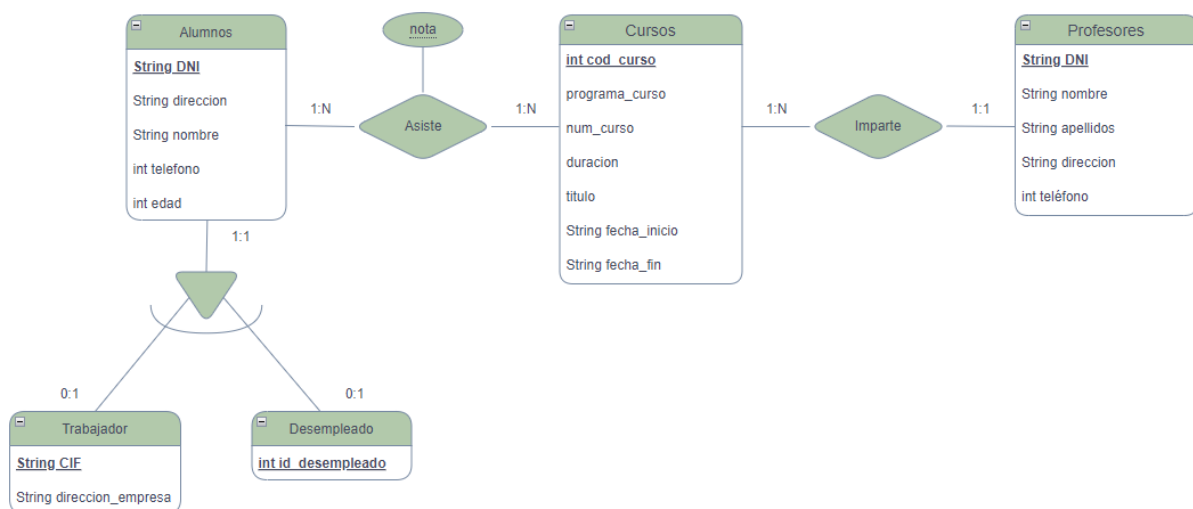 Alumnos
String DNI
String direccion
String nombre
int telefono
int edad
1:N
nota
Asiste
1:N
Cursos
int cod_curso
programa_curso
num_curso
duracion
titulo
String fecha_inicio
String fecha_fin
1:N
Imparte
1:1
Profesores
String DNI
String nombre
String apellidos
String direccion
int teléfono
1:1
0:1
0:1
Trabajador
String CIF
String direccion_empresa
Desempleado
int id_desempleado